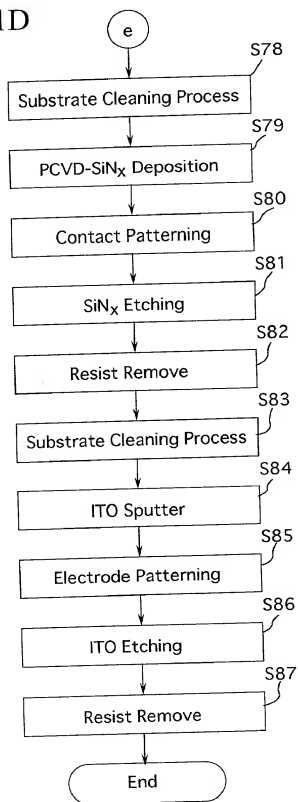 1D
e
S78
Substrate Cleaning Process
S79
PCVD-SiNX Deposition
S80
Contact Patterning
S81
SiNX Etching
S82
Resist Remove
S83
Substrate Cleaning Process
S84
ITO Sputter
S85
Electrode Patterning
S86
ITO Etching
S87
Resist Remove
End